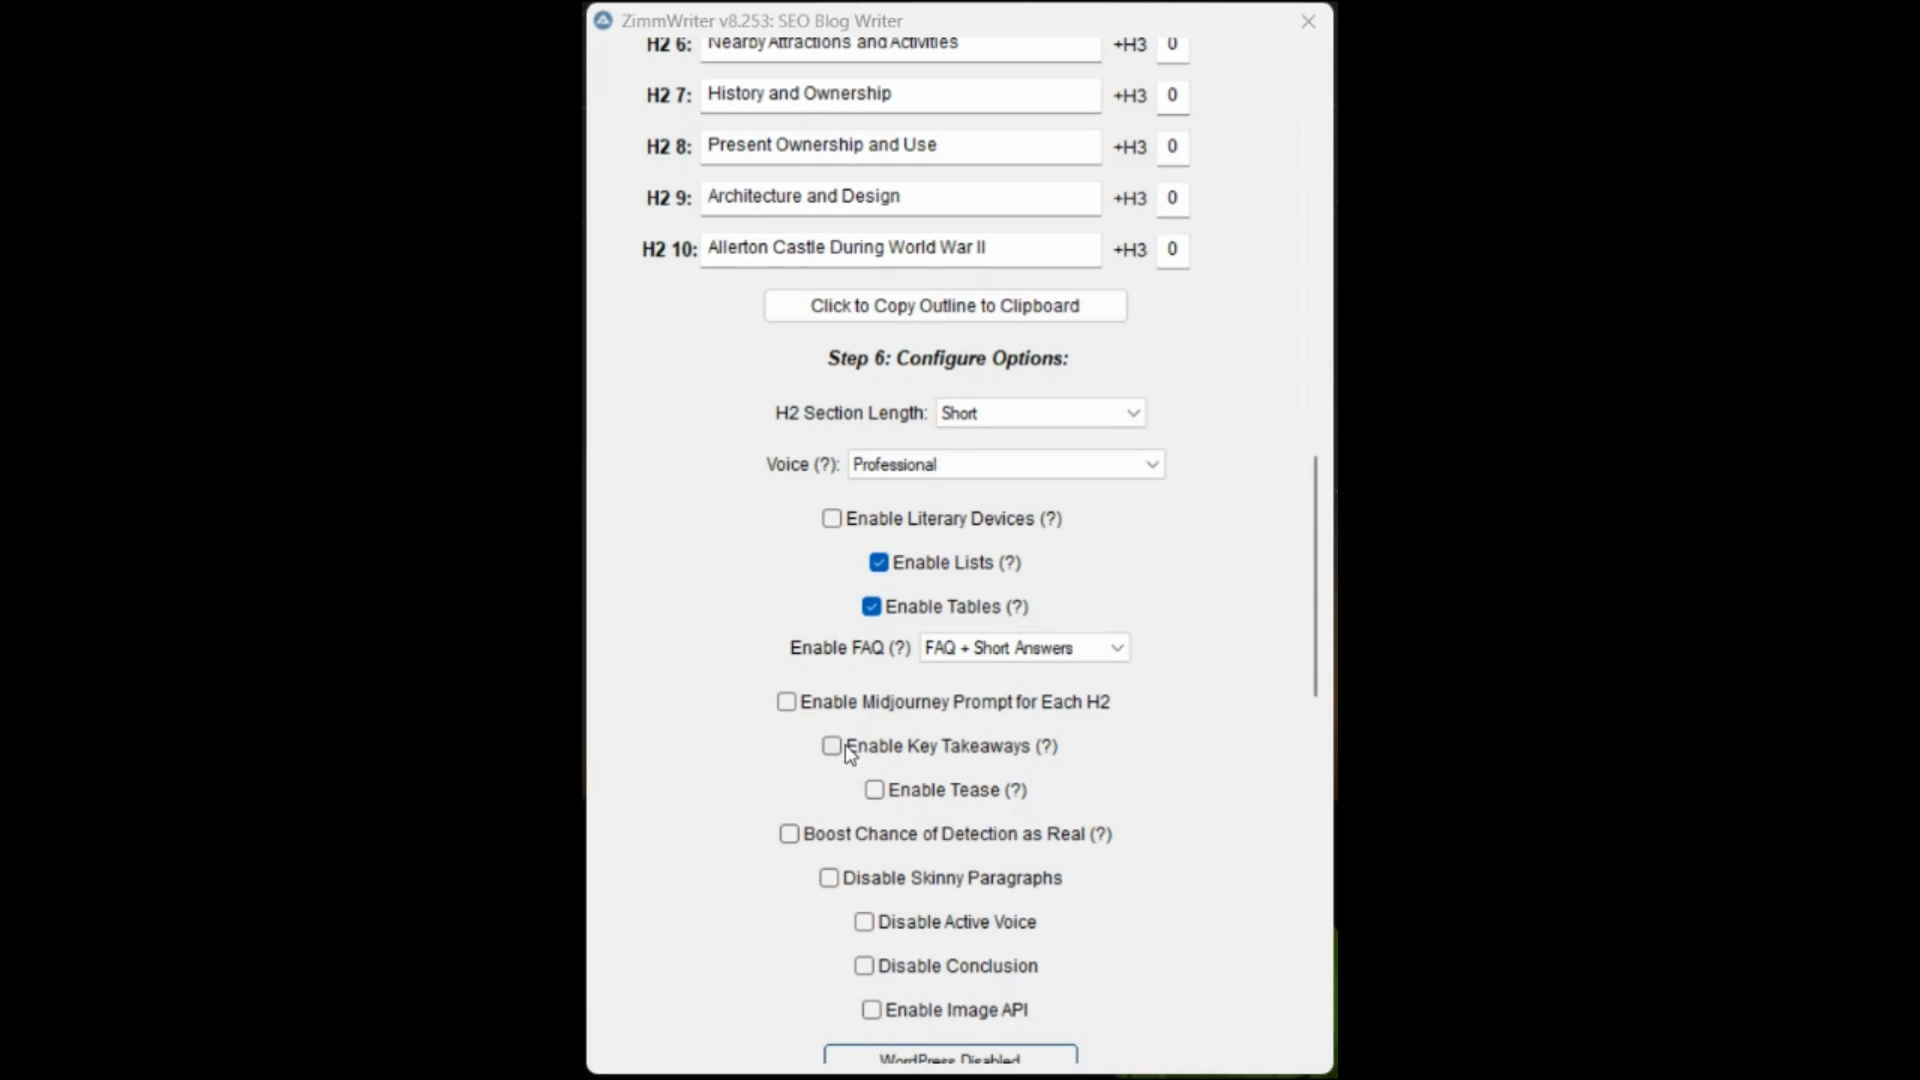 ZimmWriter v8.253: SEO Blog Writer
H2 6: Nearby Attractions and Activities +H3 0
H2 7: History and Ownership +H3 0
H2 8: Present Ownership and Use +H3 0
H2 9: Architecture and Design +H3 0
H2 10: Allerton Castle During World War II +H3 0
Click to Copy Outline to Clipboard
Step 6: Configure Options:
H2 Section Length: Short
Voice (?): Professional
Enable Literary Devices (?)
Enable Lists (?)
Enable Tables (?)
Enable FAQ (?) FAQ + Short Answers
Enable Midjourney Prompt for Each H2
Enable Key Takeaways (?)
Enable Tease (?)
Boost Chance of Detection as Real (?)
Disable Skinny Paragraphs
Disable Active Voice
Disable Conclusion
Enable Image API
WordPress Disabled